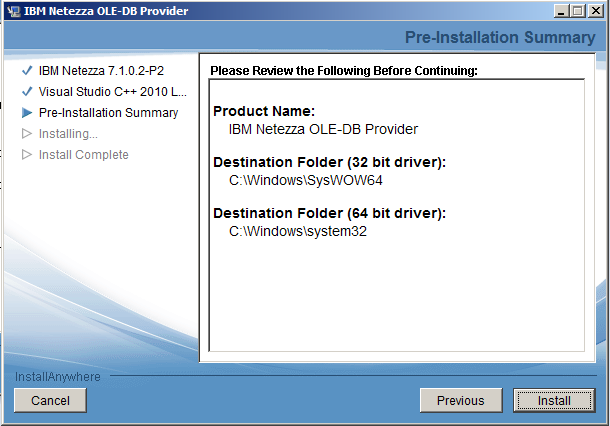 IBM Netezza OLE-DB Provider
Pre-Installation Summary
IBM Netezza 7.1.0.2-P2
Visual Studio C++ 2010 L...
Pre-Installation Summary
Installing...
Install Complete
Please Review the Following Before Continuing:
Product Name:
IBM Netezza OLE-DB Provider
Destination Folder (32 bit driver):
C:\Windows\SysWOW64
Destination Folder (64 bit driver):
C:\Windows\system32
InstallAnywhere
Cancel
Previous
Install